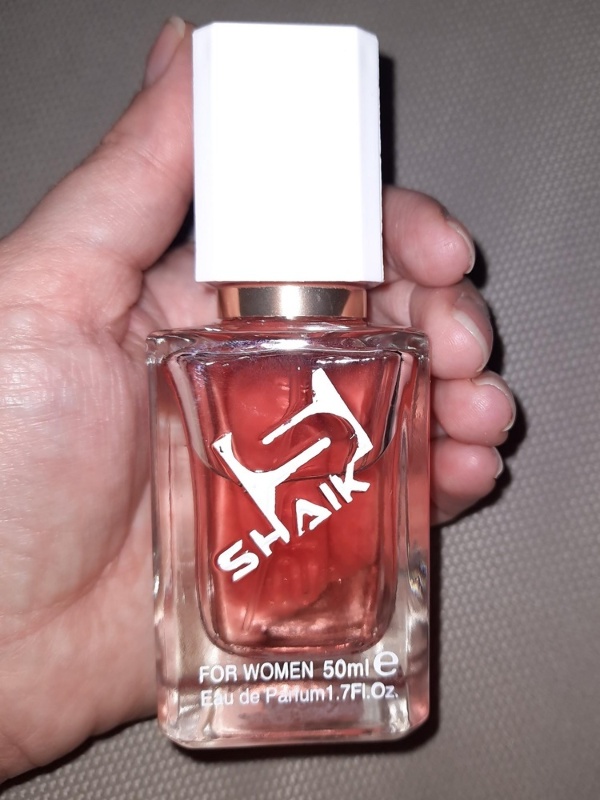 SHAIK
FOR WOMEN 50ml e
Eau de Parfum1.7Fl.Oz.